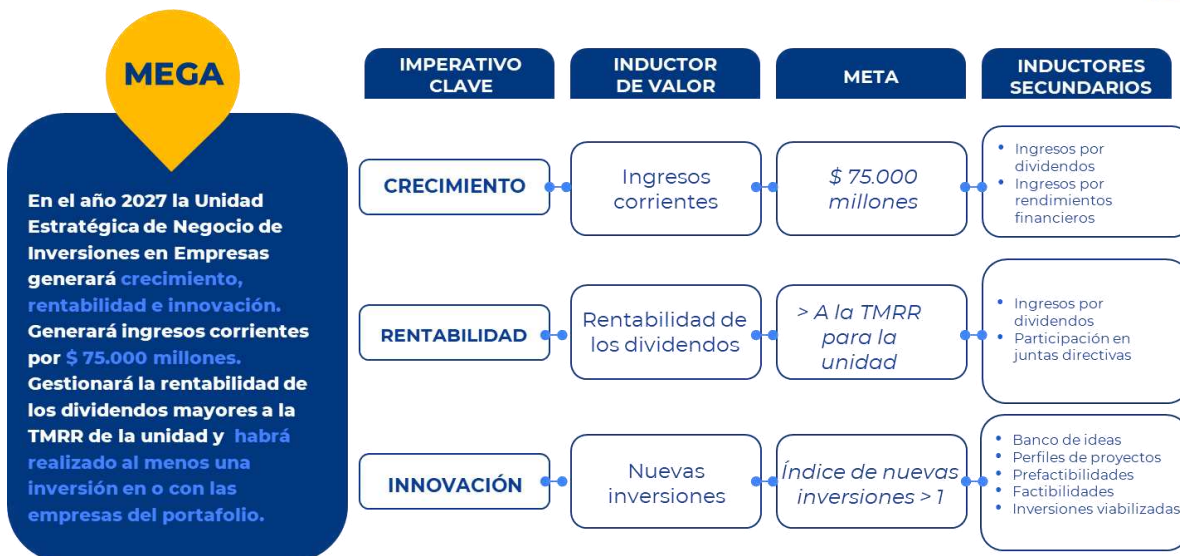 MEGA
En el año 2027 la Unidad
Estratégica de Negocio de
Inversiones en Empresas
generará crecimiento,
rentabilidad e innovación.
Generará ingresos corrientes
por $ 75.000 millones.
Gestionará la rentabilidad de
los dividendos mayores a la
TMRR de la unidad y habrá
realizado al menos una
inversión en o con las
empresas del portafolio.
IMPERATIVO
CLAVE
INDUCTOR
DE VALOR
META
INDUCTORES
SECUNDARIOS
CRECIMIENTO
Ingresos
corrientes
$ 75.000
millones
• Ingresos por
dividendos
• Ingresos por
rendimientos
financieros
RENTABILIDAD
Rentabilidad de
los dividendos
> A la TMRR
para la
unidad
• Ingresos por
dividendos
• Participación en
juntas directivas
INNOVACIÓN
Nuevas
inversiones
Índice de nuevas
inversiones > 1
• Banco de ideas
• Perfiles de proyectos
• Prefactibilidades
• Factibilidades
• Inversiones viabilizadas